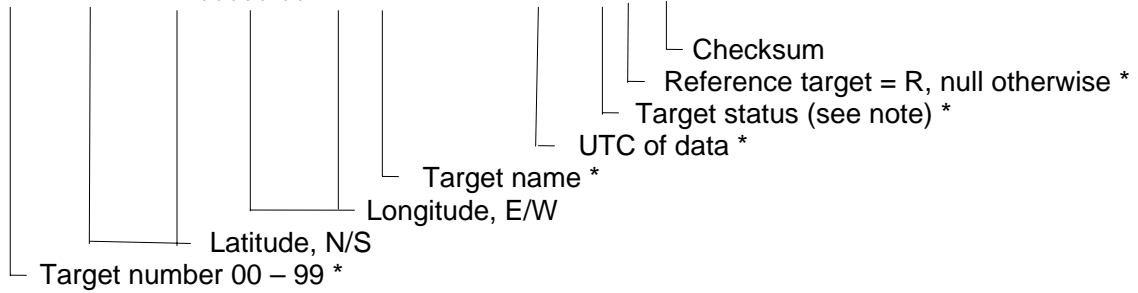 Checksum
Reference target = R, null otherwise *
Target status (see note) *
UTC of data *
Target name *
Longitude, E/W
Latitude, N/S
Target number 00 – 99 *